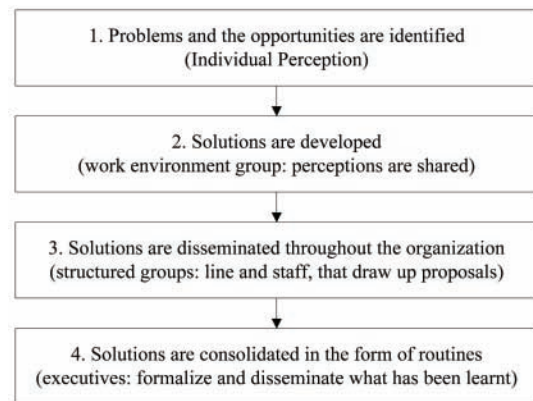 1. Problems and the opportunities are identified
(Individual Perception)
2. Solutions are developed
(work environment group: perceptions are shared)
3. Solutions are disseminated throughout the organization
(structured groups: line and staff, that draw up proposals)
4. Solutions are consolidated in the form of routines
(executives: formalize and disseminate what has been learnt)